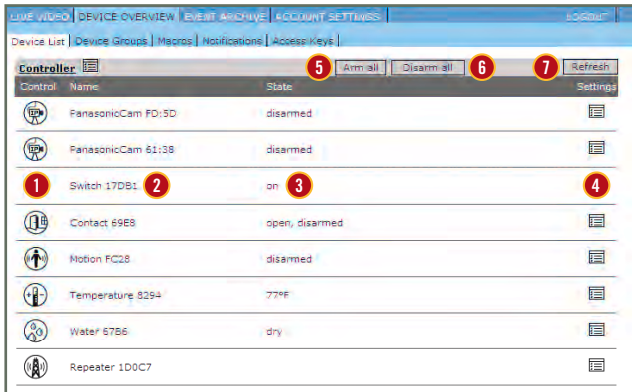 LIVE VIDEO DEVICE OVERVIEW EVENT ARCHIVE ACCOUNT SETTINGS LOGOUT
Device List Device Groups Macros Notifications Access Keys
Controller 5 Arm all Disarm all 6 7 Refresh
Control Name State Settings
IP PanasonicCam FD:5D disarmed
IP PanasonicCam 61:38 disarmed
1 Switch 17DB1 2 on 3 4
Contact 69E8 open, disarmed
Motion FC28 disarmed
Temperature 8294 77°F
Water 67B6 dry
Repeater 1D0C7